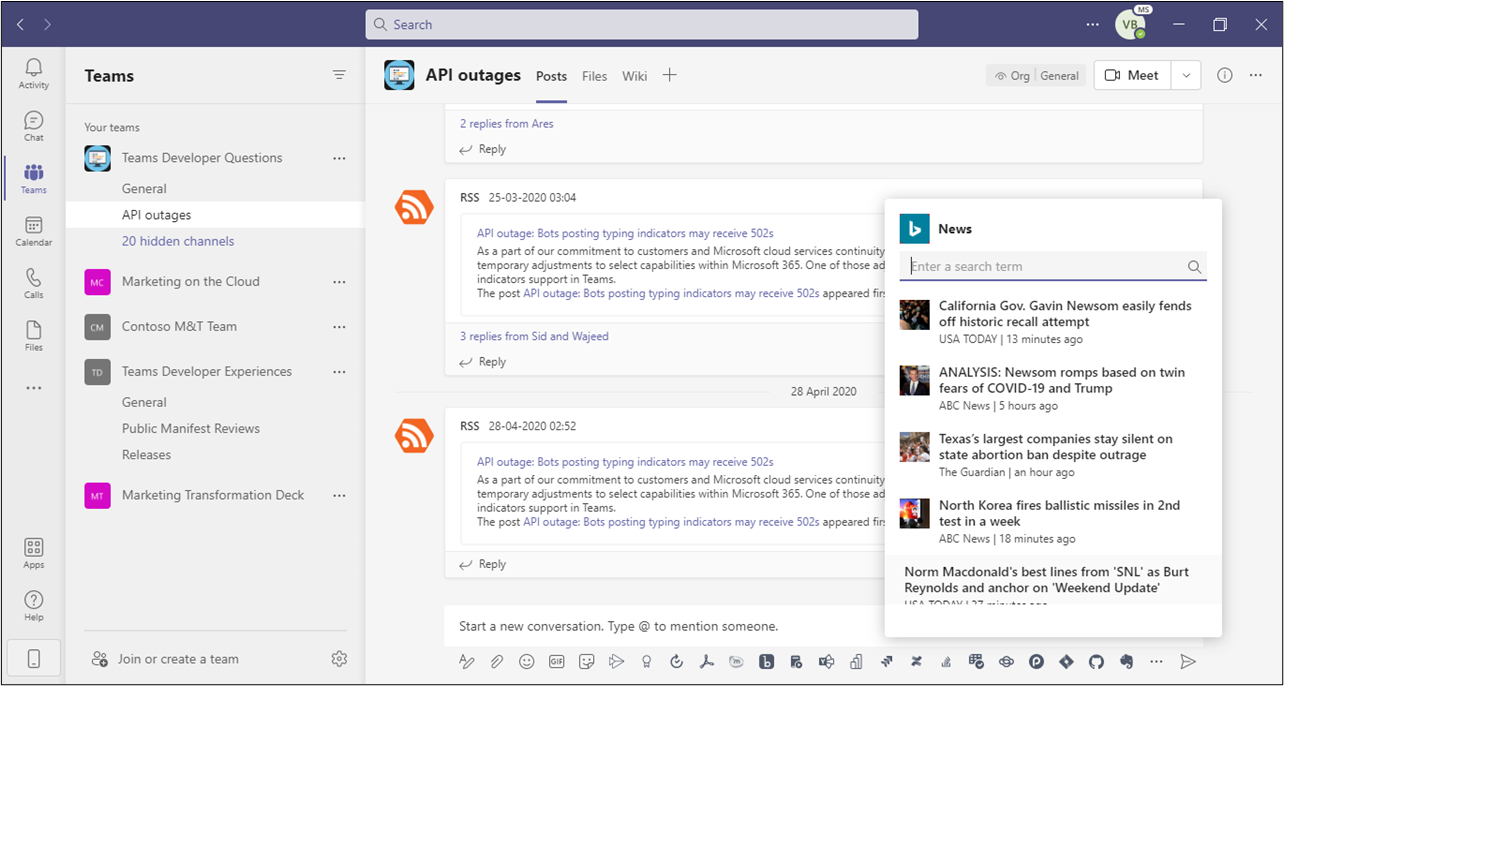 Search
MS
VB
Activity
Chat
Teams
Calendar
Calls
Files
Apps
Help
Teams
Your teams
Teams Developer Questions
General
API outages
20 hidden channels
MC Marketing on the Cloud
CM Contoso M&T Team
TD Teams Developer Experiences
General
Public Manifest Reviews
Releases
MT Marketing Transformation Deck
Join or create a team
API outages Posts Files Wiki
Org General Meet
2 replies from Ares
Reply
RSS 25-03-2020 03:04
API outage: Bots posting typing indicators may receive 502s
As a part of our commitment to customers and Microsoft cloud services continuity
temporary adjustments to select capabilities within Microsoft 365. One of those ad
indicators support in Teams.
The post API outage: Bots posting typing indicators may receive 502s appeared firs
3 replies from Sid and Wajeed
Reply
28 April 2020
RSS 28-04-2020 02:52
API outage: Bots posting typing indicators may receive 502s
As a part of our commitment to customers and Microsoft cloud services continuity
temporary adjustments to select capabilities within Microsoft 365. One of those ad
indicators support in Teams.
The post API outage: Bots posting typing indicators may receive 502s appeared firs
Reply
Start a new conversation. Type @ to mention someone.
GIF
News
Enter a search term
California Gov. Gavin Newsom easily fends
off historic recall attempt
USA TODAY | 13 minutes ago
ANALYSIS: Newsom romps based on twin
fears of COVID-19 and Trump
ABC News | 5 hours ago
Texas’s largest companies stay silent on
state abortion ban despite outrage
The Guardian | an hour ago
North Korea fires ballistic missiles in 2nd
test in a week
ABC News | 18 minutes ago
Norm Macdonald's best lines from 'SNL' as Burt
Reynolds and anchor on 'Weekend Update'
USA TODAY | 37 minutes ago